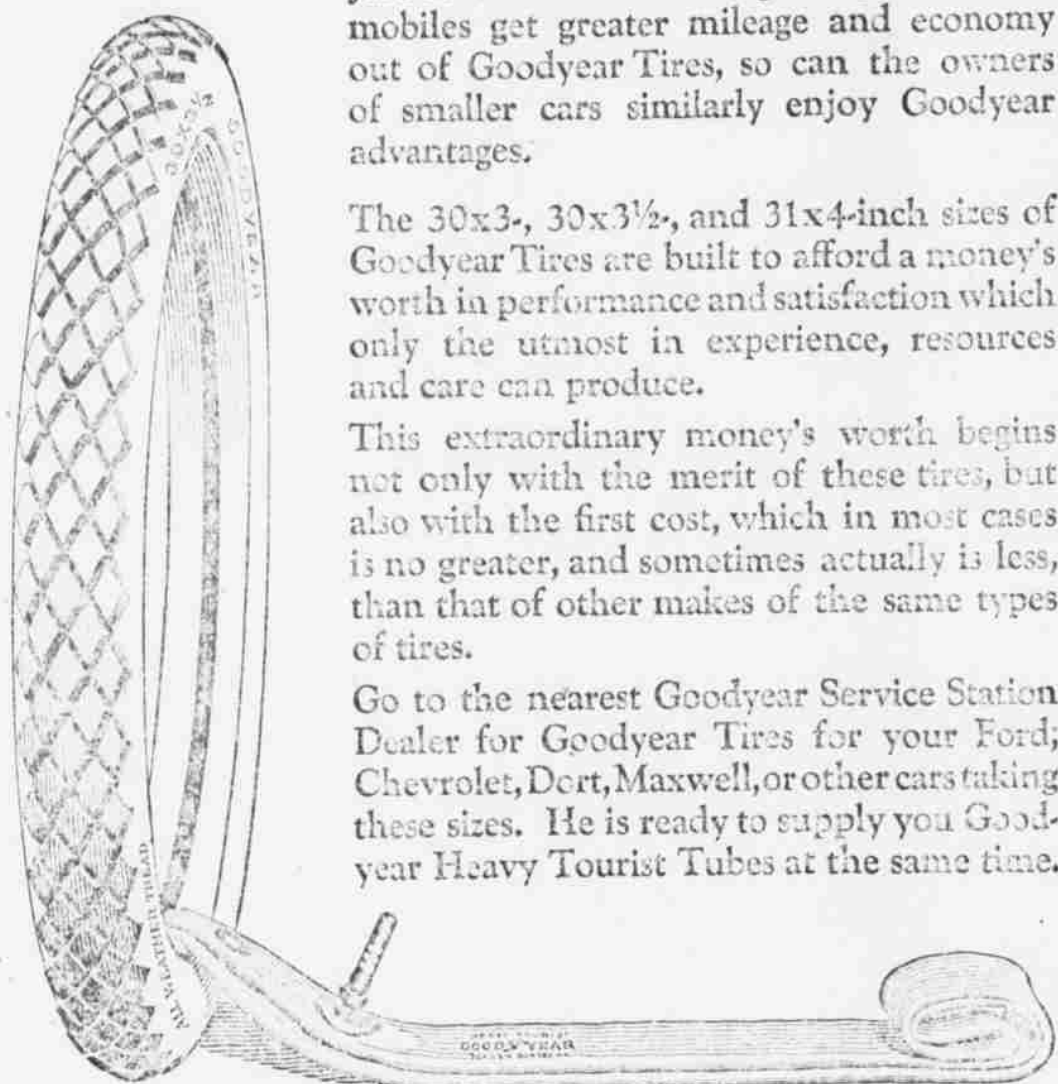 mobiles get greater mileage and economy
out of Goodyear Tires, so can the owners
of smaller cars similarly enjoy Goodyear
advantages.
The 30x3-, 30x3½-, and 31x4-inch sizes of
Goodyear Tires are built to afford a money's
worth in performance and satisfaction which
only the utmost in experience, resources
and care can produce.
This extraordinary money's worth begins
not only with the merit of these tires, but
also with the first cost, which in most cases
is no greater, and sometimes actually is less,
than that of other makes of the same types
of tires.
Go to the nearest Goodyear Service Station
Dealer for Goodyear Tires for your Ford,
Chevrolet, Dort, Maxwell, or other cars taking
these sizes. He is ready to supply you Good-
year Heavy Tourist Tubes at the same time.
30X3½ GOODYEAR
ALL WEATHER TREAD
GOODYEAR